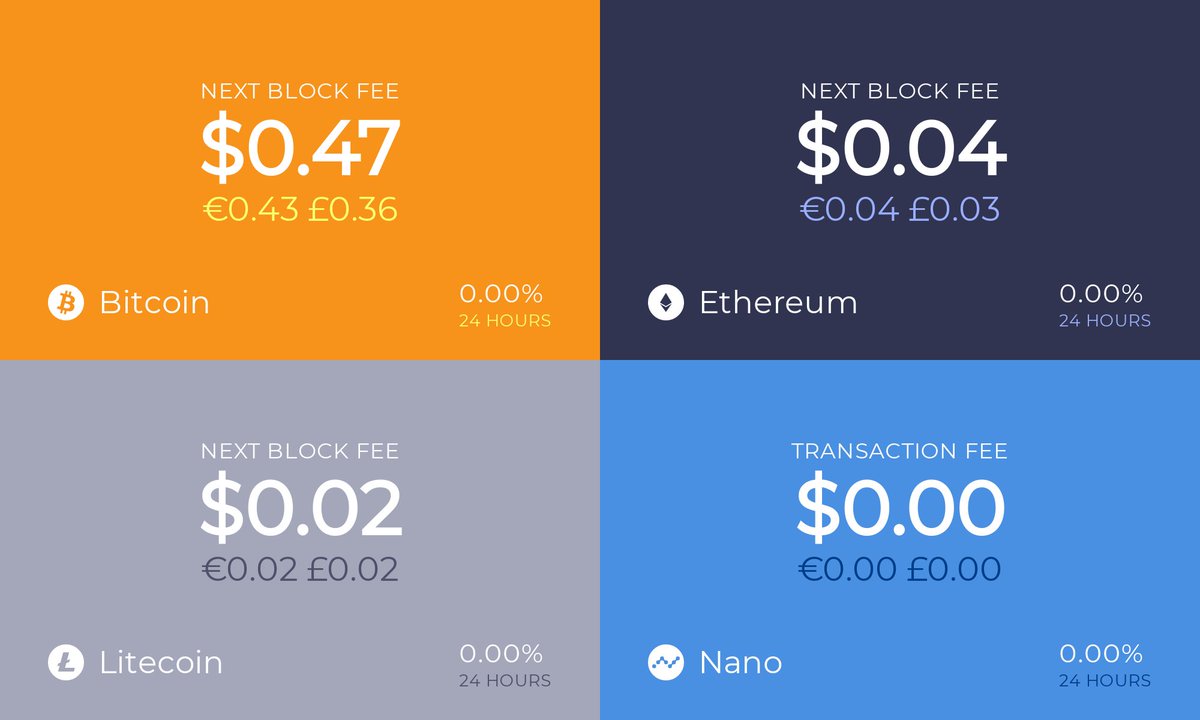 NEXT BLOCK FEE
$0.47
€0.43 £0.36
Bitcoin
0.00%
24 HOURS
NEXT BLOCK FEE
$0.04
€0.04 £0.03
Ethereum
0.00%
24 HOURS
NEXT BLOCK FEE
$0.02
€0.02 £0.02
Litecoin
0.00%
24 HOURS
TRANSACTION FEE
$0.00
€0.00 £0.00
Nano
0.00%
24 HOURS